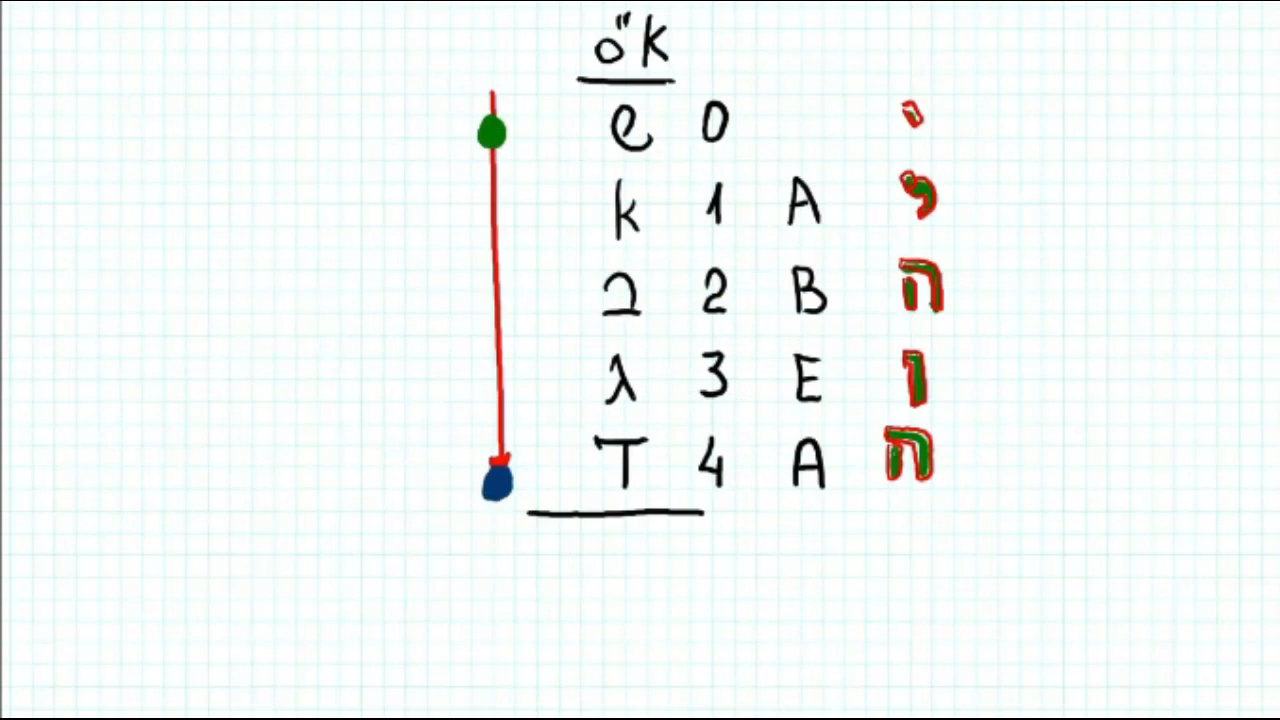 א"ס
ש 0
א 1 A י
ב 2 B ה
ג 3 E ו
ד 4 A ה